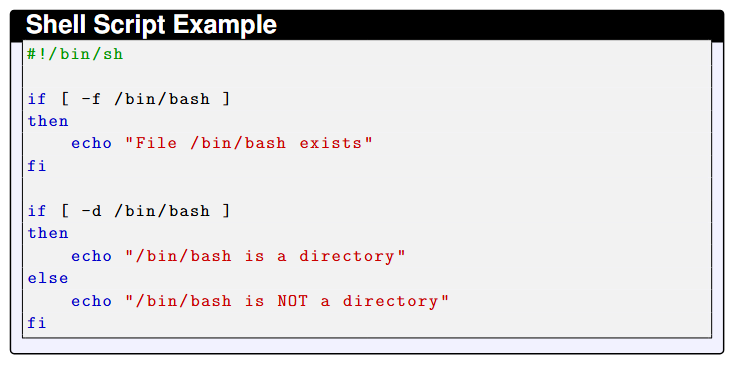 Shell Script Example
#!/bin/sh

if [ -f /bin/bash ]
then
    echo "File /bin/bash exists"
fi

if [ -d /bin/bash ]
then
    echo "/bin/bash is a directory"
else
    echo "/bin/bash is NOT a directory"
fi